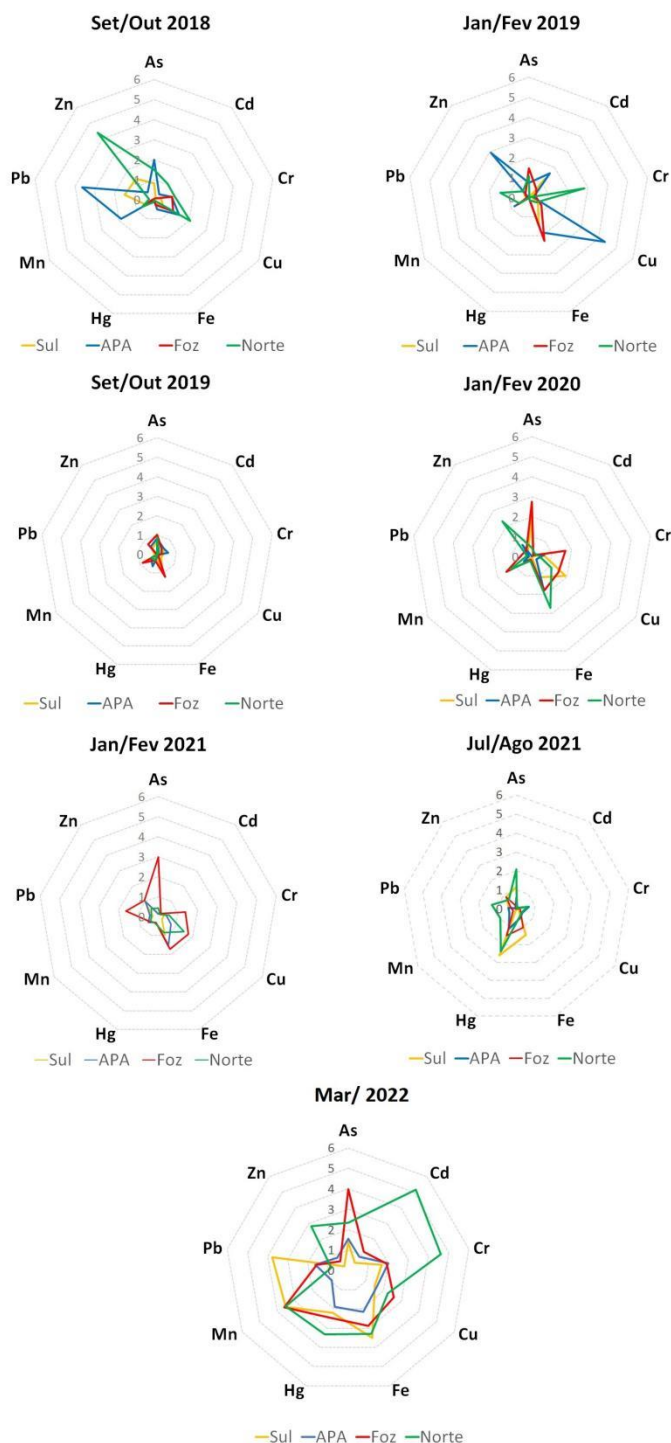 Set/Out 2018
As
Cd
Cr
Cu
Fe
Hg
Mn
Pb
Zn
6
5
4
3
2
1
0
Sul APA Foz Norte
Jan/Fev 2019
As
Cd
Cr
Cu
Fe
Hg
Mn
Pb
Zn
6
5
4
3
2
1
0
Sul APA Foz Norte
Set/Out 2019
As
Cd
Cr
Cu
Fe
Hg
Mn
Pb
Zn
6
5
4
3
2
1
0
Sul APA Foz Norte
Jan/Fev 2020
As
Cd
Cr
Cu
Fe
Hg
Mn
Pb
Zn
6
5
4
3
2
1
0
Sul APA Foz Norte
Jan/Fev 2021
As
Cd
Cr
Cu
Fe
Hg
Mn
Pb
Zn
6
5
4
3
2
1
0
Sul APA Foz Norte
Jul/Ago 2021
As
Cd
Cr
Cu
Fe
Hg
Mn
Pb
Zn
6
5
4
3
2
1
0
Sul APA Foz Norte
Mar/ 2022
As
Cd
Cr
Cu
Fe
Hg
Mn
Pb
Zn
6
5
4
3
2
1
0
Sul APA Foz Norte